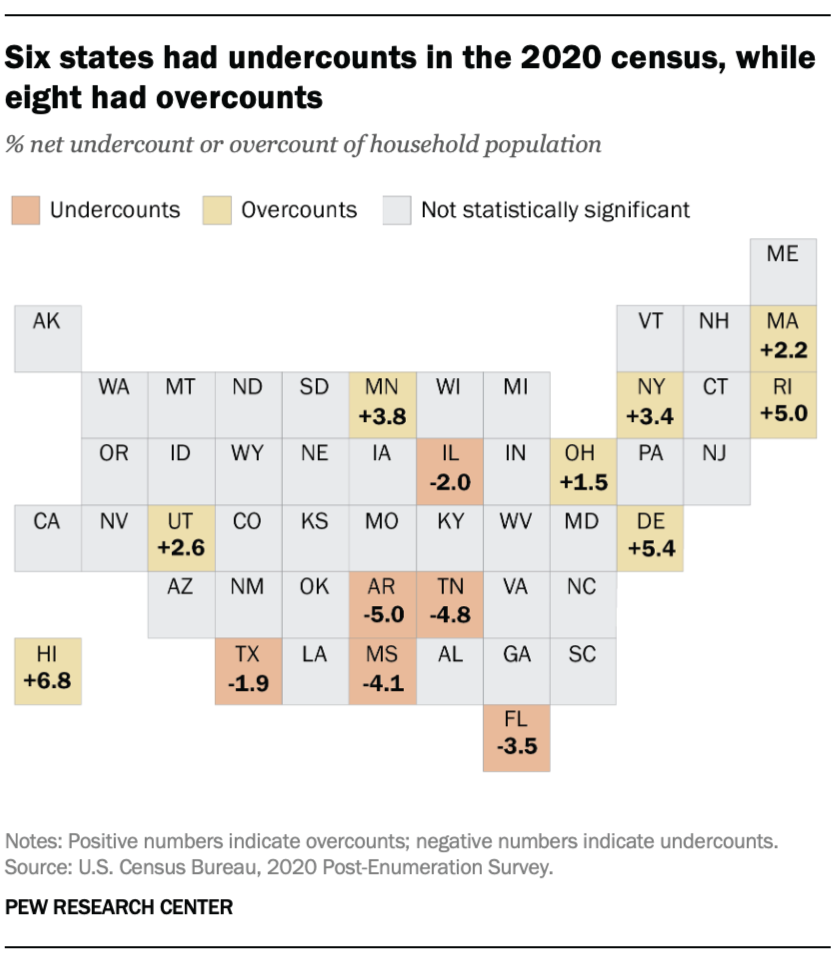 Six states had undercounts in the 2020 census, while
eight had overcounts
% net undercount or overcount of household population
Undercounts Overcounts Not statistically significant
ME
AK VT NH MA
+2.2
WA MT ND SD MN WI MI NY CT RI
+3.8 +3.4 +5.0
OR ID WY NE IA IL IN OH PA NJ
-2.0 +1.5
CA NV UT CO KS MO KY WV MD DE
+2.6 +5.4
AZ NM OK AR TN VA NC
-5.0 -4.8
HI TX LA MS AL GA SC
+6.8 -1.9 -4.1
FL
-3.5
Notes: Positive numbers indicate overcounts; negative numbers indicate undercounts.
Source: U.S. Census Bureau, 2020 Post-Enumeration Survey.
PEW RESEARCH CENTER